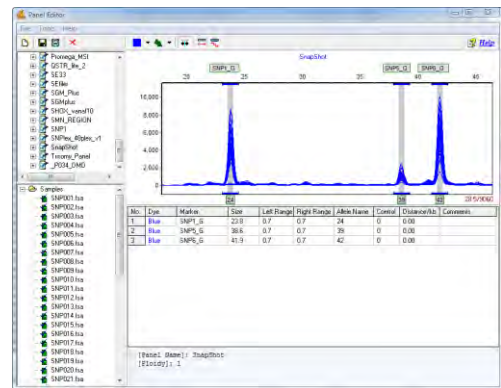 Panel Editor
File Tools Help
Help
Promega_MSI
QSTR_lite_2
SE33
SEfiler
SGM_Plus
SGMplus
SHOX_vanafl10
SMN_REGION
SNP1
SNPlex_48plex_v1
SnapShot
Trisomy_Panel
_P034_DMD
Samples
SNP001.fsa
SNP002.fsa
SNP003.fsa
SNP004.fsa
SNP005.fsa
SNP006.fsa
SNP007.fsa
SNP008.fsa
SNP009.fsa
SNP010.fsa
SNP011.fsa
SNP012.fsa
SNP013.fsa
SNP014.fsa
SNP015.fsa
SNP016.fsa
SNP017.fsa
SNP018.fsa
SNP019.fsa
SNP020.fsa
SNP021.fsa
SnapShot
SNP1_G SNP5_G SNP6_G
20 25 30 35 40 45
10,000
8,000
6,000
4,000
2,000
0
24 39 42
No. Dye Marker Size Left Range Right Range Allele Name Control Distance/kb Comments
1 Blue SNP1_G 23.8 0.7 0.7 24 0 0.00
2 Blue SNP5_G 38.6 0.7 0.7 39 0 0.00
3 Blue SNP6_G 41.9 0.7 0.7 42 0 0.00
[Panel Name]: SnapShot
[Ploidy]: 1